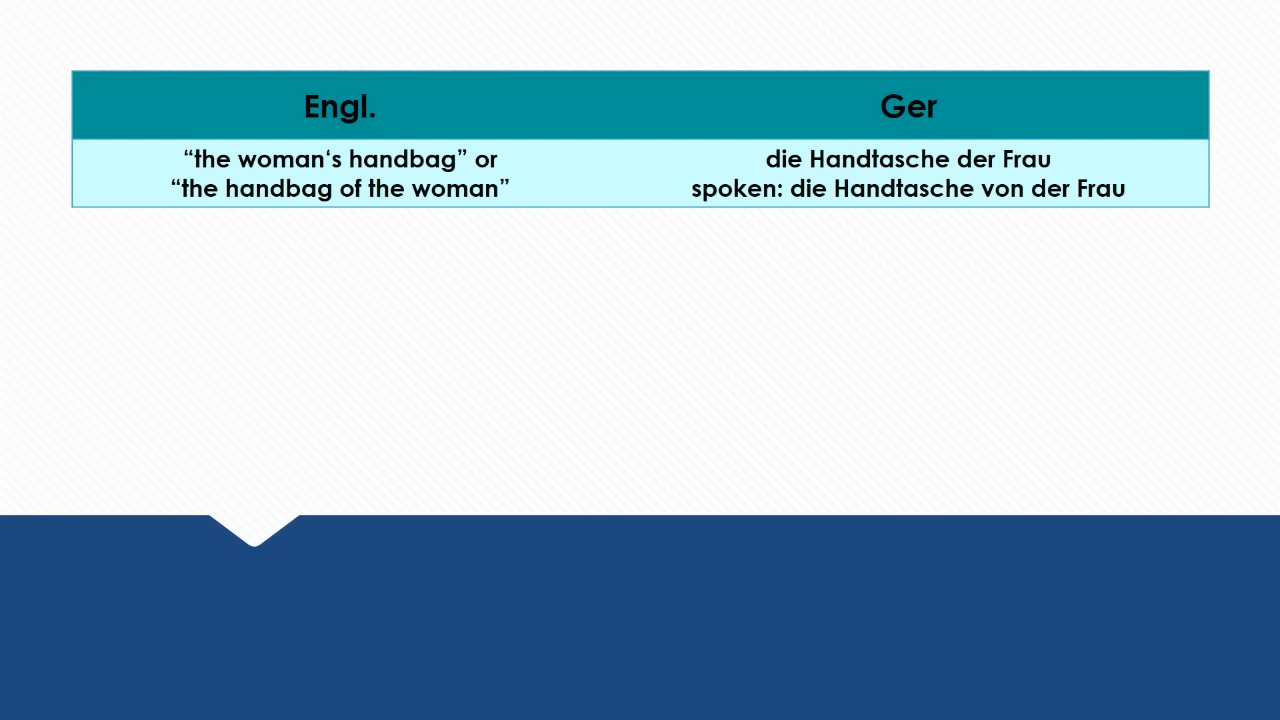 Engl.
Ger
“the woman‘s handbag” or
“the handbag of the woman”
die Handtasche der Frau
spoken: die Handtasche von der Frau